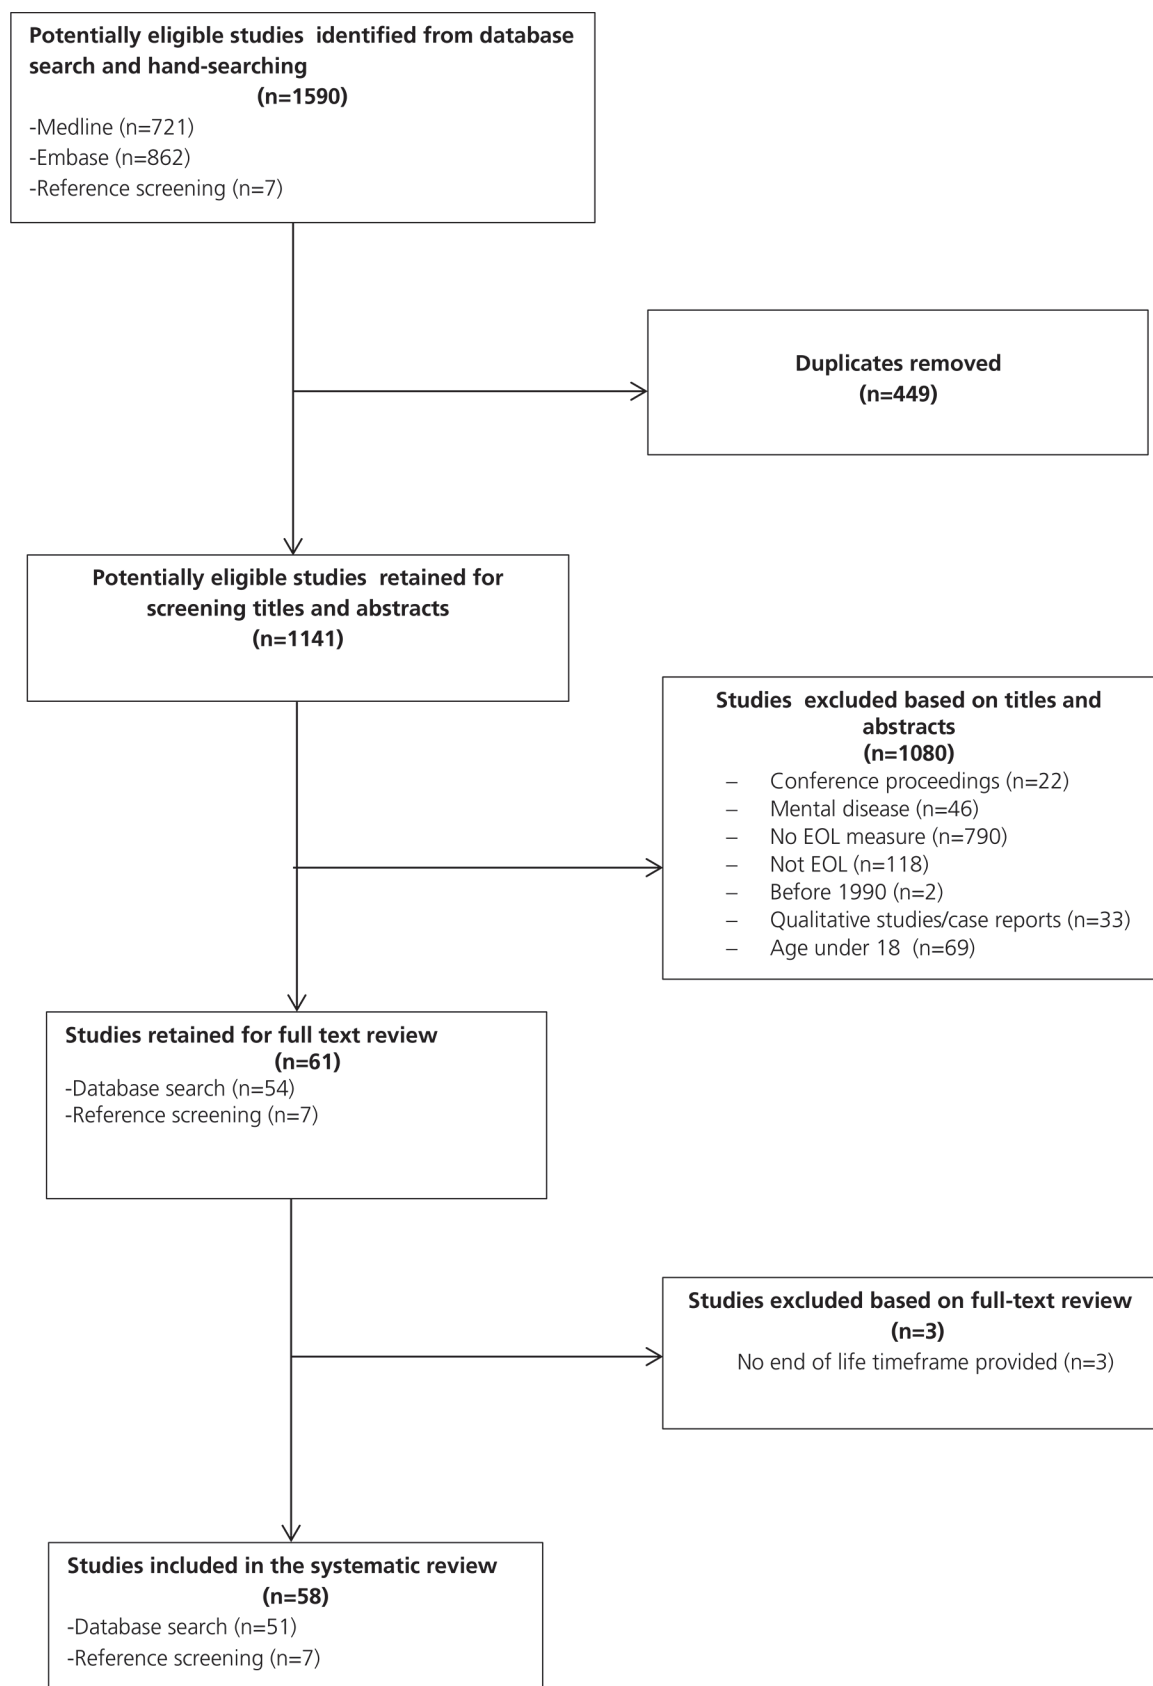 Potentially eligible studies identified from database
search and hand-searching
(n=1590)
-Medline (n=721)
-Embase (n=862)
-Reference screening (n=7)
Duplicates removed
(n=449)
Potentially eligible studies retained for
screening titles and abstracts
(n=1141)
Studies excluded based on titles and
abstracts
(n=1080)
– Conference proceedings (n=22)
– Mental disease (n=46)
– No EOL measure (n=790)
– Not EOL (n=118)
– Before 1990 (n=2)
– Qualitative studies/case reports (n=33)
– Age under 18 (n=69)
Studies retained for full text review
(n=61)
-Database search (n=54)
-Reference screening (n=7)
Studies excluded based on full-text review
(n=3)
No end of life timeframe provided (n=3)
Studies included in the systematic review
(n=58)
-Database search (n=51)
-Reference screening (n=7)